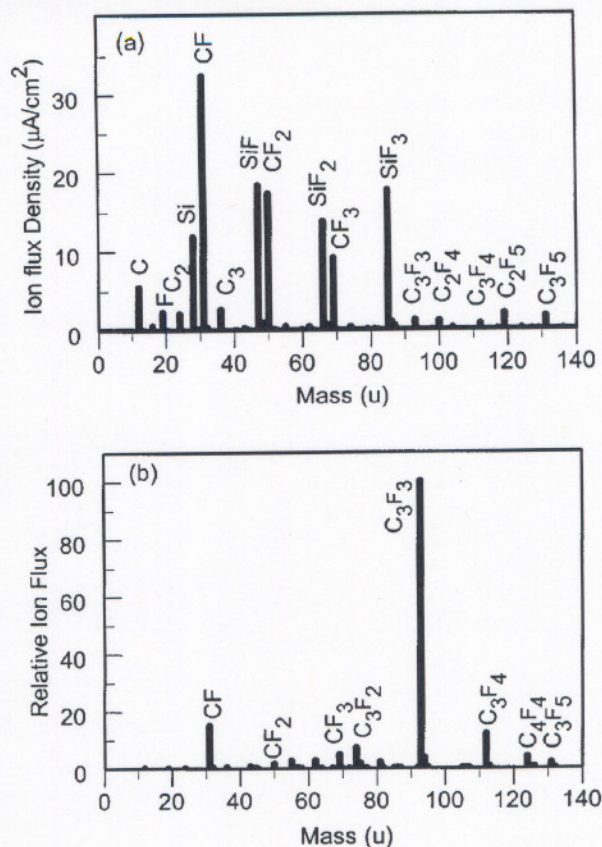 (a)
Ion flux Density (μA/cm²)
30
20
10
0
C
F
C₂
Si
CF
C₃
SiF
CF₂
SiF₂
CF₃
SiF₃
C₃F₃
C₂F₄
C₃F₄
C₂F₅
C₃F₅
0 20 40 60 80 100 120 140
Mass (u)
(b)
Relative Ion Flux
100
80
60
40
20
0
CF
CF₂
CF₃
C₃F₂
C₃F₃
C₃F₄
C₄F₄
C₃F₅
0 20 40 60 80 100 120 140
Mass (u)